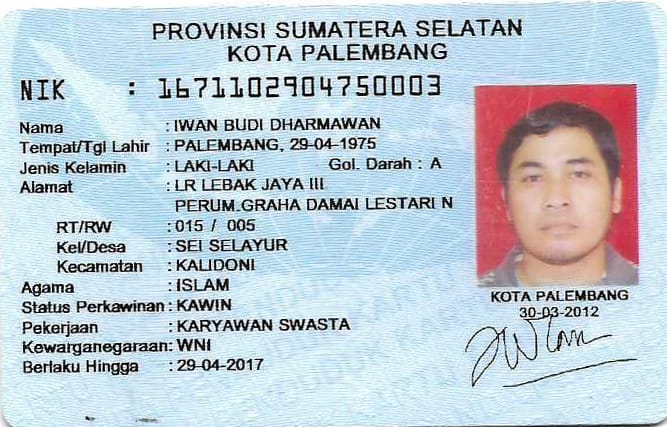 PROVINSI SUMATERA SELATAN
KOTA PALEMBANG
NIK : 1671102904750003
Nama : IWAN BUDI DHARMAWAN
Tempat/Tgl Lahir : PALEMBANG, 29-04-1975
Jenis Kelamin : LAKI-LAKI Gol. Darah : A
Alamat : LR LEBAK JAYA III
PERUM.GRAHA DAMAI LESTARI N
RT/RW : 015 / 005
Kel/Desa : SEI SELAYUR
Kecamatan : KALIDONI
Agama : ISLAM
Status Perkawinan : KAWIN
Pekerjaan : KARYAWAN SWASTA
Kewarganegaraan: WNI
Berlaku Hingga : 29-04-2017
KOTA PALEMBANG
30-03-2012